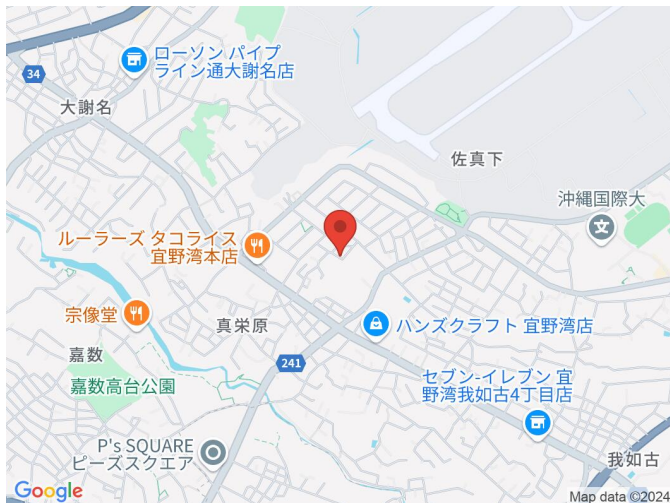 ローソン パイプ
ライン通大謝名店
34
大謝名
佐真下
沖縄国際大
ルーラーズ タコライス
宜野湾本店
宗像堂
真栄原
ハンズクラフト 宜野湾店
嘉数
241
嘉数高台公園
セブン-イレブン 宜
野湾我如古4丁目店
P's SQUARE
ピーズスクエア
我如古
Google
Map data ©2024